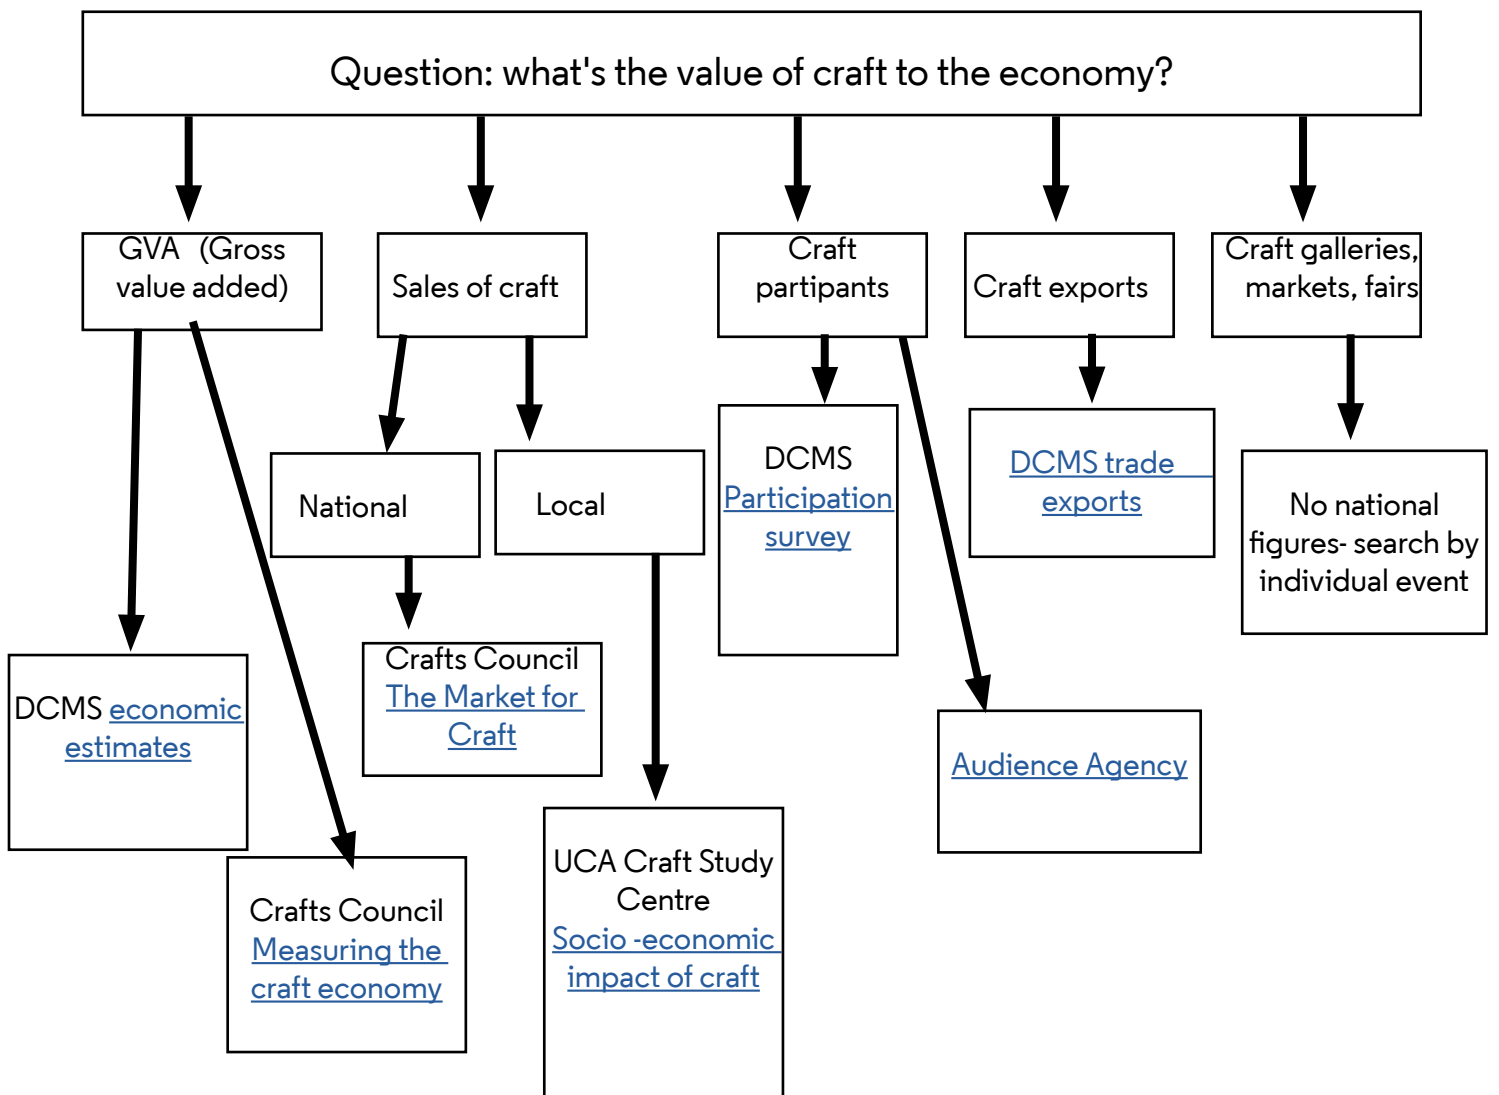 Question: what's the value of craft to the economy?
GVA (Gross
value added)
Sales of craft
Craft
partipants
Craft exports
Craft galleries,
markets, fairs
National
Local
DCMS
Participation
survey
DCMS trade
exports
No national
figures- search by
individual event
DCMS economic
estimates
Crafts Council
The Market for
Craft
Audience Agency
Crafts Council
Measuring the
craft economy
UCA Craft Study
Centre
Socio -economic
impact of craft